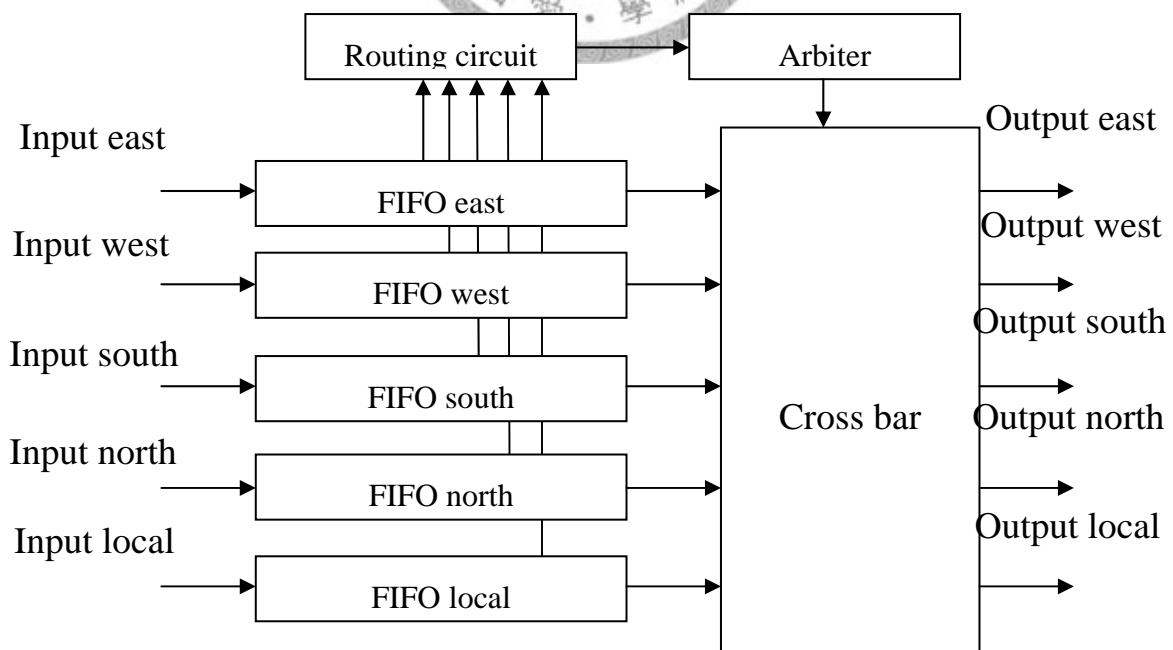 學
Routing circuit
Arbiter
Input east
Output east
FIFO east
Input west
Output west
FIFO west
Input south
Output south
FIFO south
Cross bar
Output north
Input north
FIFO north
Input local
Output local
FIFO local